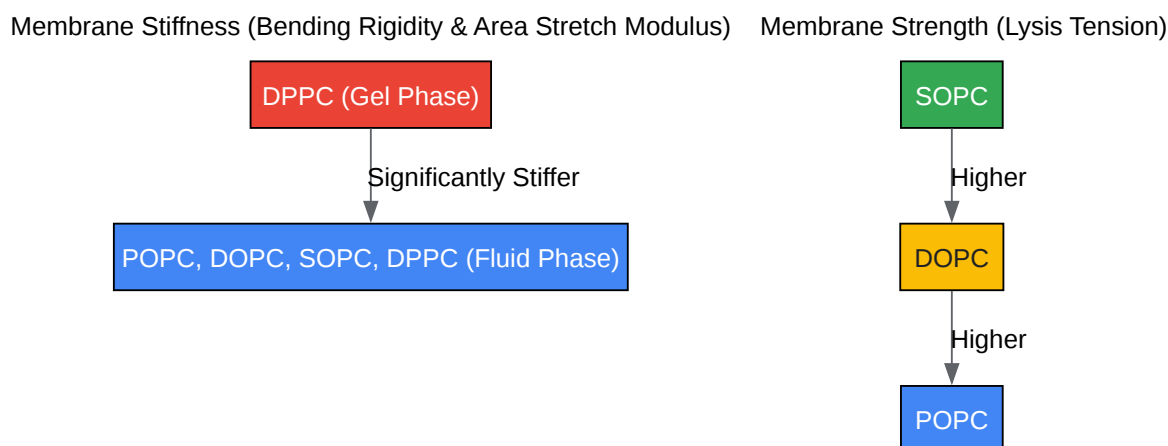 Membrane Stiffness (Bending Rigidity & Area Stretch Modulus)
DPPC (Gel Phase)
Significantly Stiffer
POPC, DOPC, SOPC, DPPC (Fluid Phase)
Membrane Strength (Lysis Tension)
SOPC
Higher
DOPC
Higher
POPC